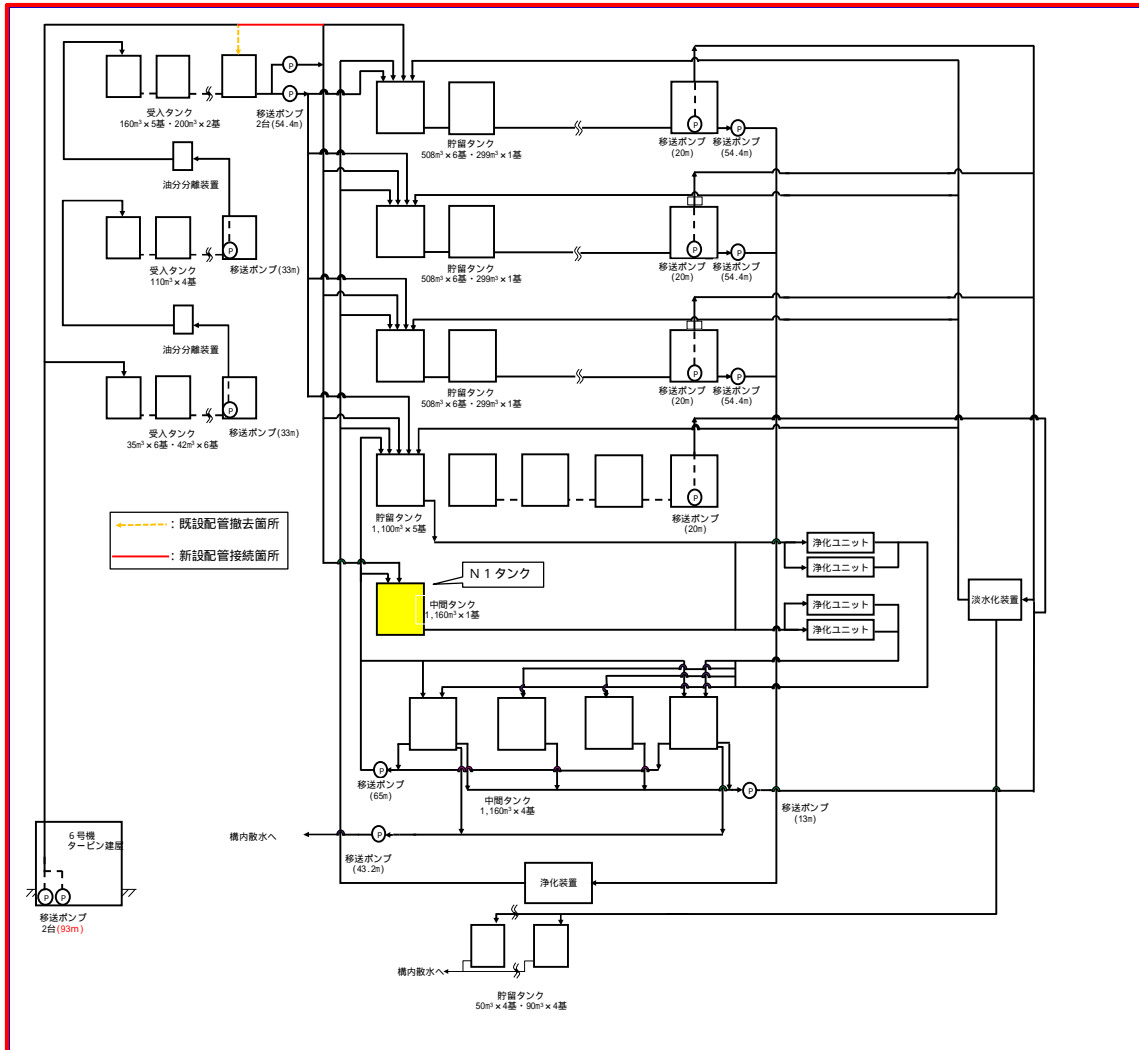 P
P
受入タンク
160m³×5基・200m³×2基
移送ポンプ
2台(54.4m)
油分分離装置
P
受入タンク
110m³×4基
移送ポンプ(33m)
油分分離装置
P
受入タンク
35m³×6基・42m³×6基
移送ポンプ(33m)
貯留タンク
508m³×6基・299m³×1基
P
P
移送ポンプ
(20m)
移送ポンプ
(54.4m)
貯留タンク
508m³×6基・299m³×1基
P
P
移送ポンプ
(20m)
移送ポンプ
(54.4m)
貯留タンク
508m³×6基・299m³×1基
P
P
移送ポンプ
(20m)
移送ポンプ
(54.4m)
貯留タンク
1,100m³×5基
P
移送ポンプ
(20m)
:既設配管撤去箇所
:新設配管接続箇所
N1タンク
中間タンク
1,160m³×1基
浄化ユニット
浄化ユニット
浄化ユニット
浄化ユニット
淡水化装置
P
移送ポンプ
(65m)
中間タンク
1,160m³×4基
P
移送ポンプ
(13m)
構内散水へ
P
移送ポンプ
(43.2m)
6号機
タービン建屋
P P
移送ポンプ
2台(93m)
浄化装置
構内散水へ
貯留タンク
50m³×4基・90m³×4基